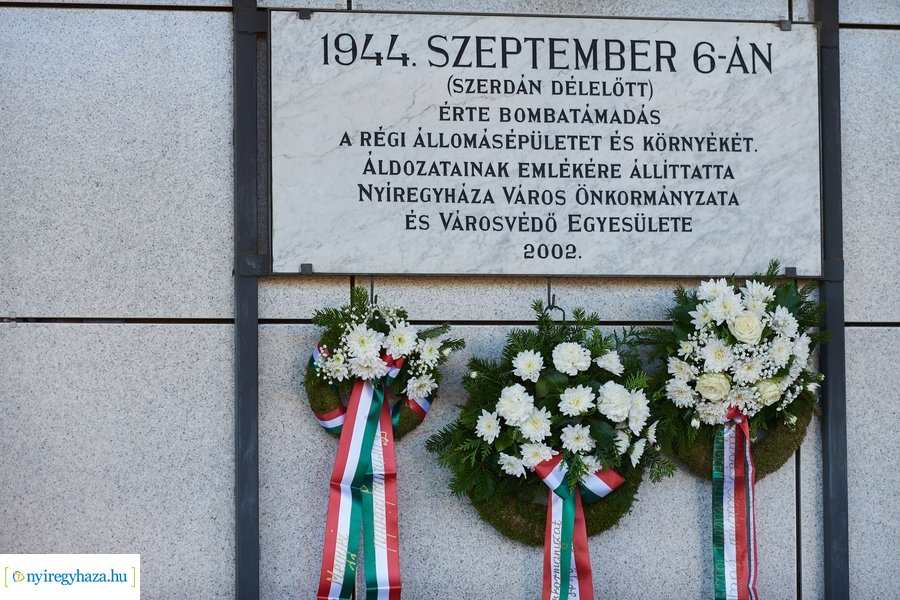 1944. SZEPTEMBER 6-ÁN
(SZERDÁN DÉLELŐTT)
ÉRTE BOMBATÁMADÁS
A RÉGI ÁLLOMÁSÉPÜLETET ÉS KÖRNYÉKÉT.
ÁLDOZATAINAK EMLÉKÉRE ÁLLÍTTATTA
NYÍREGYHÁZA VÁROS ÖNKORMÁNYZATA
ÉS VÁROSVÉDŐ EGYESÜLETE
2002.
nyiregyhaza.hu